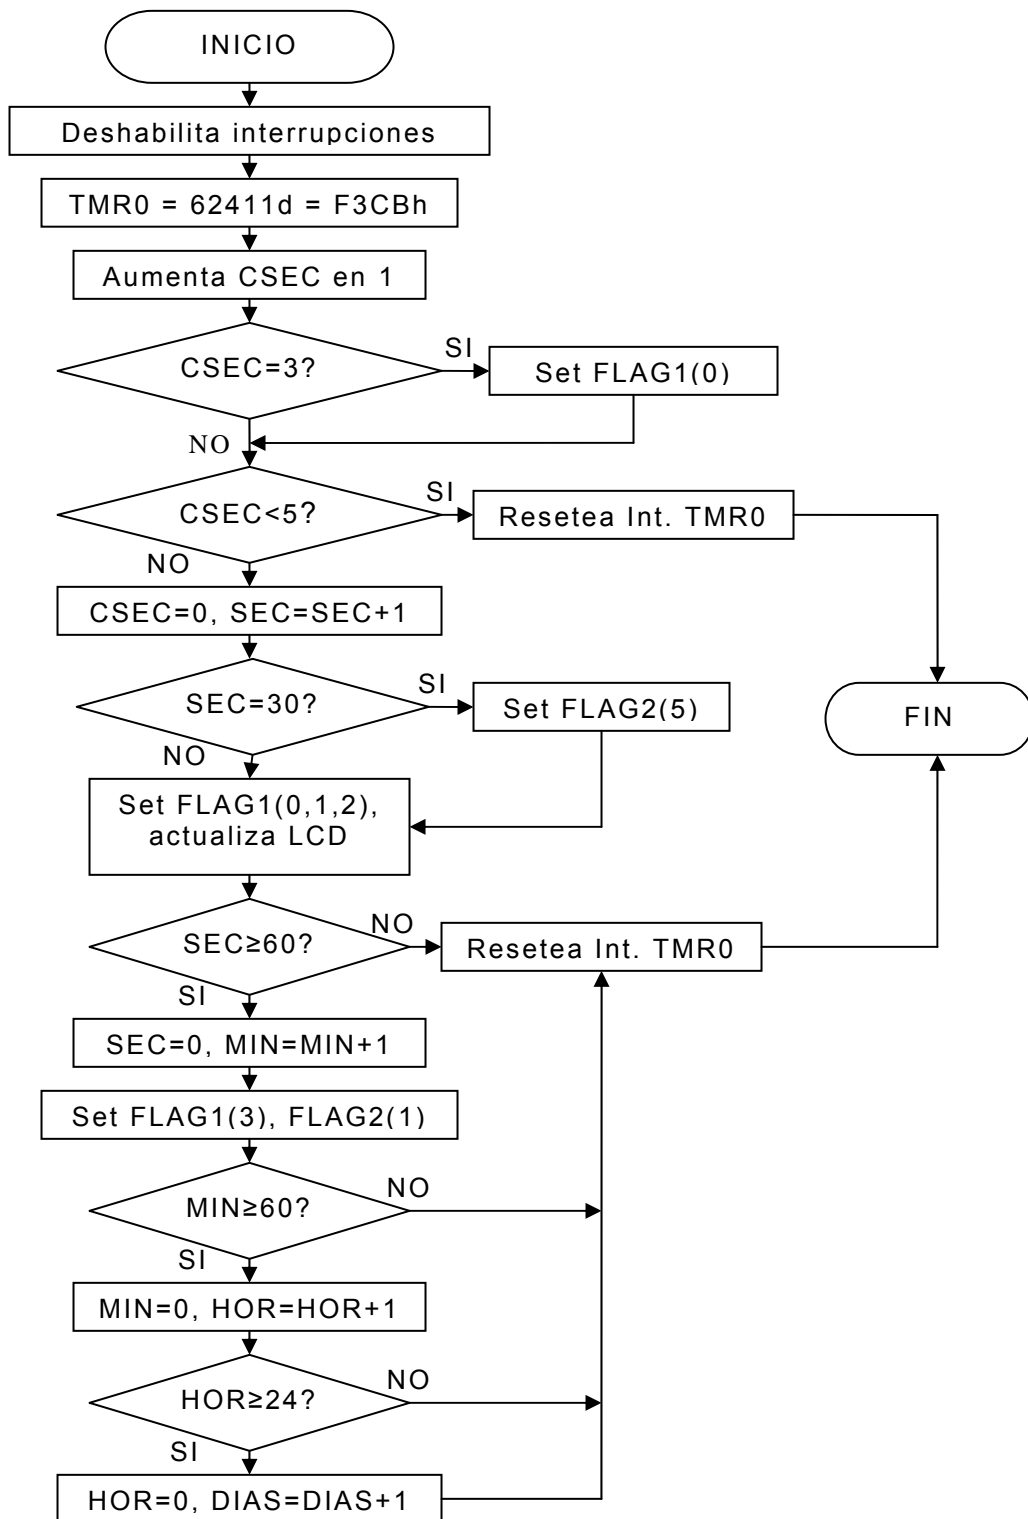 INICIO
Deshabilita interrupciones
TMR0 = 62411d = F3CBh
Aumenta CSEC en 1
CSEC=3?
SI
Set FLAG1(0)
NO
CSEC<5?
SI
Resetea Int. TMR0
NO
CSEC=0, SEC=SEC+1
SEC=30?
SI
Set FLAG2(5)
FIN
NO
Set FLAG1(0,1,2),
actualiza LCD
SEC≥60?
NO
Resetea Int. TMR0
SI
SEC=0, MIN=MIN+1
Set FLAG1(3), FLAG2(1)
MIN≥60?
NO
SI
MIN=0, HOR=HOR+1
HOR≥24?
NO
SI
HOR=0, DIAS=DIAS+1